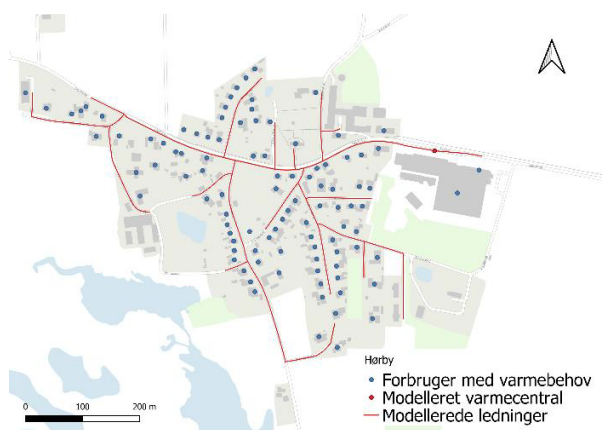 Hørby
Forbruger med varmebehov
Modelleret varmecentral
Modellerede ledninger
0 100 200 m